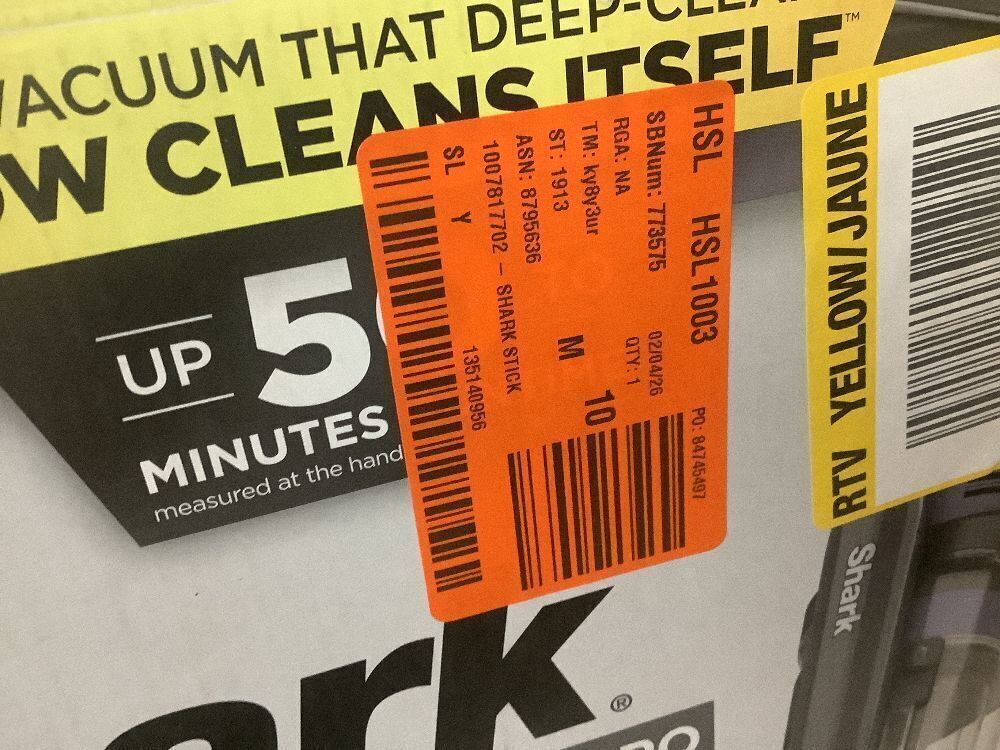 VACUUM THAT DEEP-CLEA
OW CLEANS ITSELF™
UP
5
MINUTES
measured at the hand
ark®
RO
HSL HSL1003
SBNum: 773575 02/04/26 PO: 84745497
RGA: NA QTY: 1
TM: ky8y3ur 10
ST: 1913 M
ASN: 8795636
1007817702 - SHARK STICK
SL Y 135140956
RTV YELLOW/JAUNE
Shark